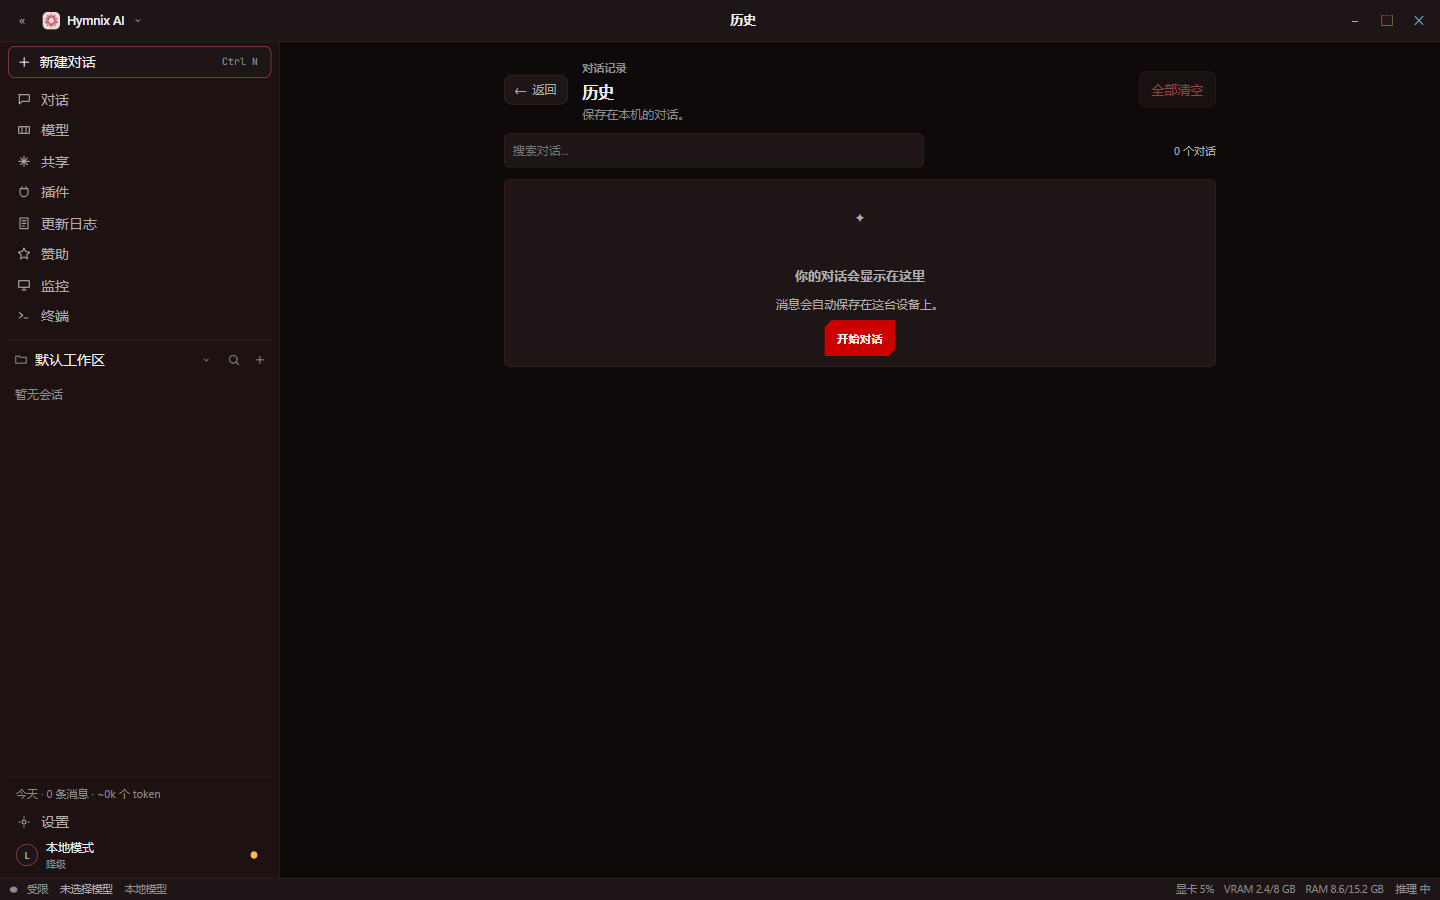 « Hymnix AI
历史
新建对话 Ctrl N
对话
模型
共享
插件
更新日志
赞助
监控
终端
默认工作区
暂无会话
今天 · 0 条消息 · ~0k 个 token
设置
L
本地模式
降级
← 返回
对话记录
历史
保存在本机的对话。
全部清空
搜索对话...
0 个对话
你的对话会显示在这里
消息会自动保存在这台设备上。
开始对话
受限 未选择模型 本地模型
显卡 5% VRAM 2.4/8 GB RAM 8.6/15.2 GB 推理 中